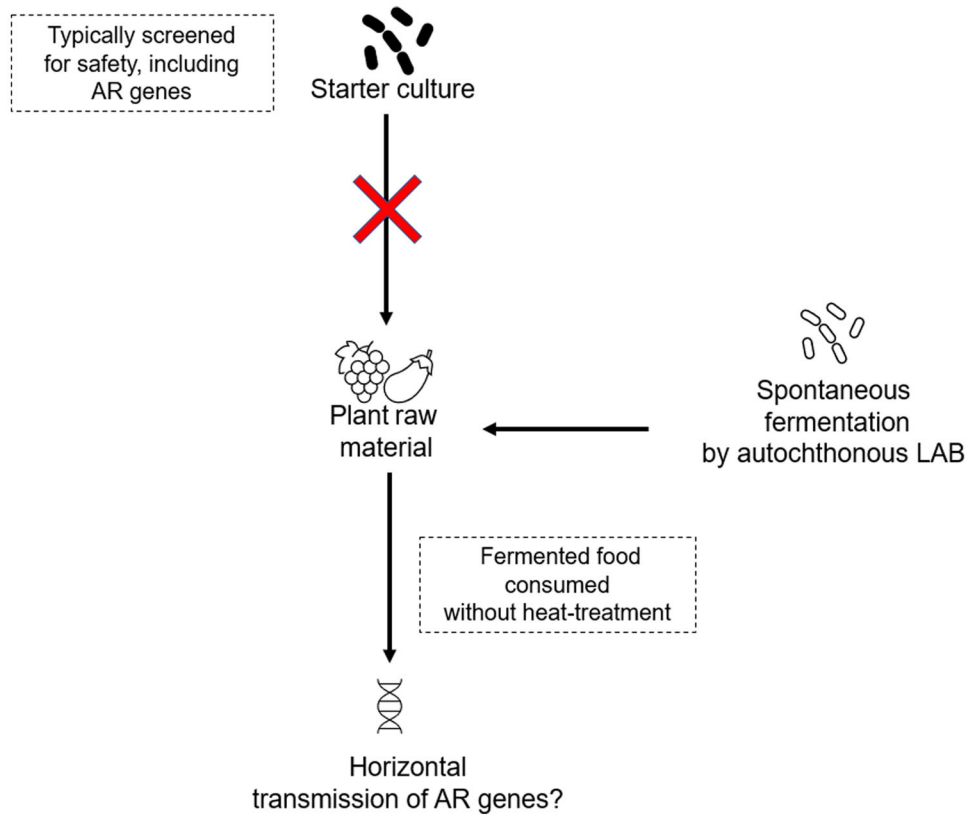 Typically screened
for safety, including
AR genes
Starter culture
Plant raw
material
Spontaneous
fermentation
by autochthonous LAB
Fermented food
consumed
without heat-treatment
Horizontal
transmission of AR genes?